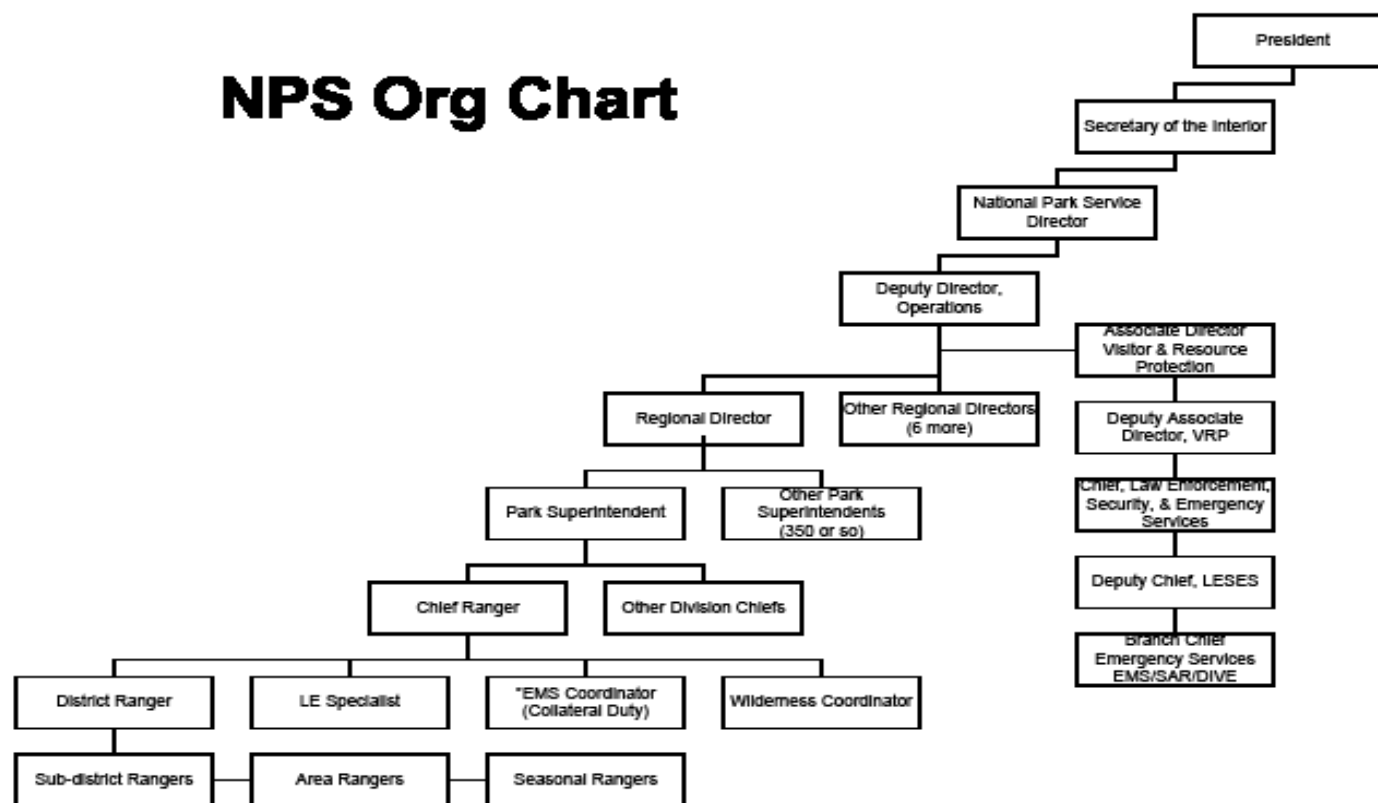 President
NPS Org Chart
Secretary of the Interior
National Park Service
Director
Deputy Director,
Operations
Associate Director
Visitor & Resource
Protection
Regional Director
Other Regional Directors
(6 more)
Deputy Associate
Director, VRP
Park Superintendent
Other Park
Superintendents
(350 or so)
Chief, Law Enforcement,
Security, & Emergency
Services
Chief Ranger
Other Division Chiefs
Deputy Chief, LESES
Branch Chief
Emergency Services
EMS/SAR/DIVE
District Ranger
LE Specialist
"EMS Coordinator
(Collateral Duty)
Wilderness Coordinator
Sub-district Rangers
Area Rangers
Seasonal Rangers